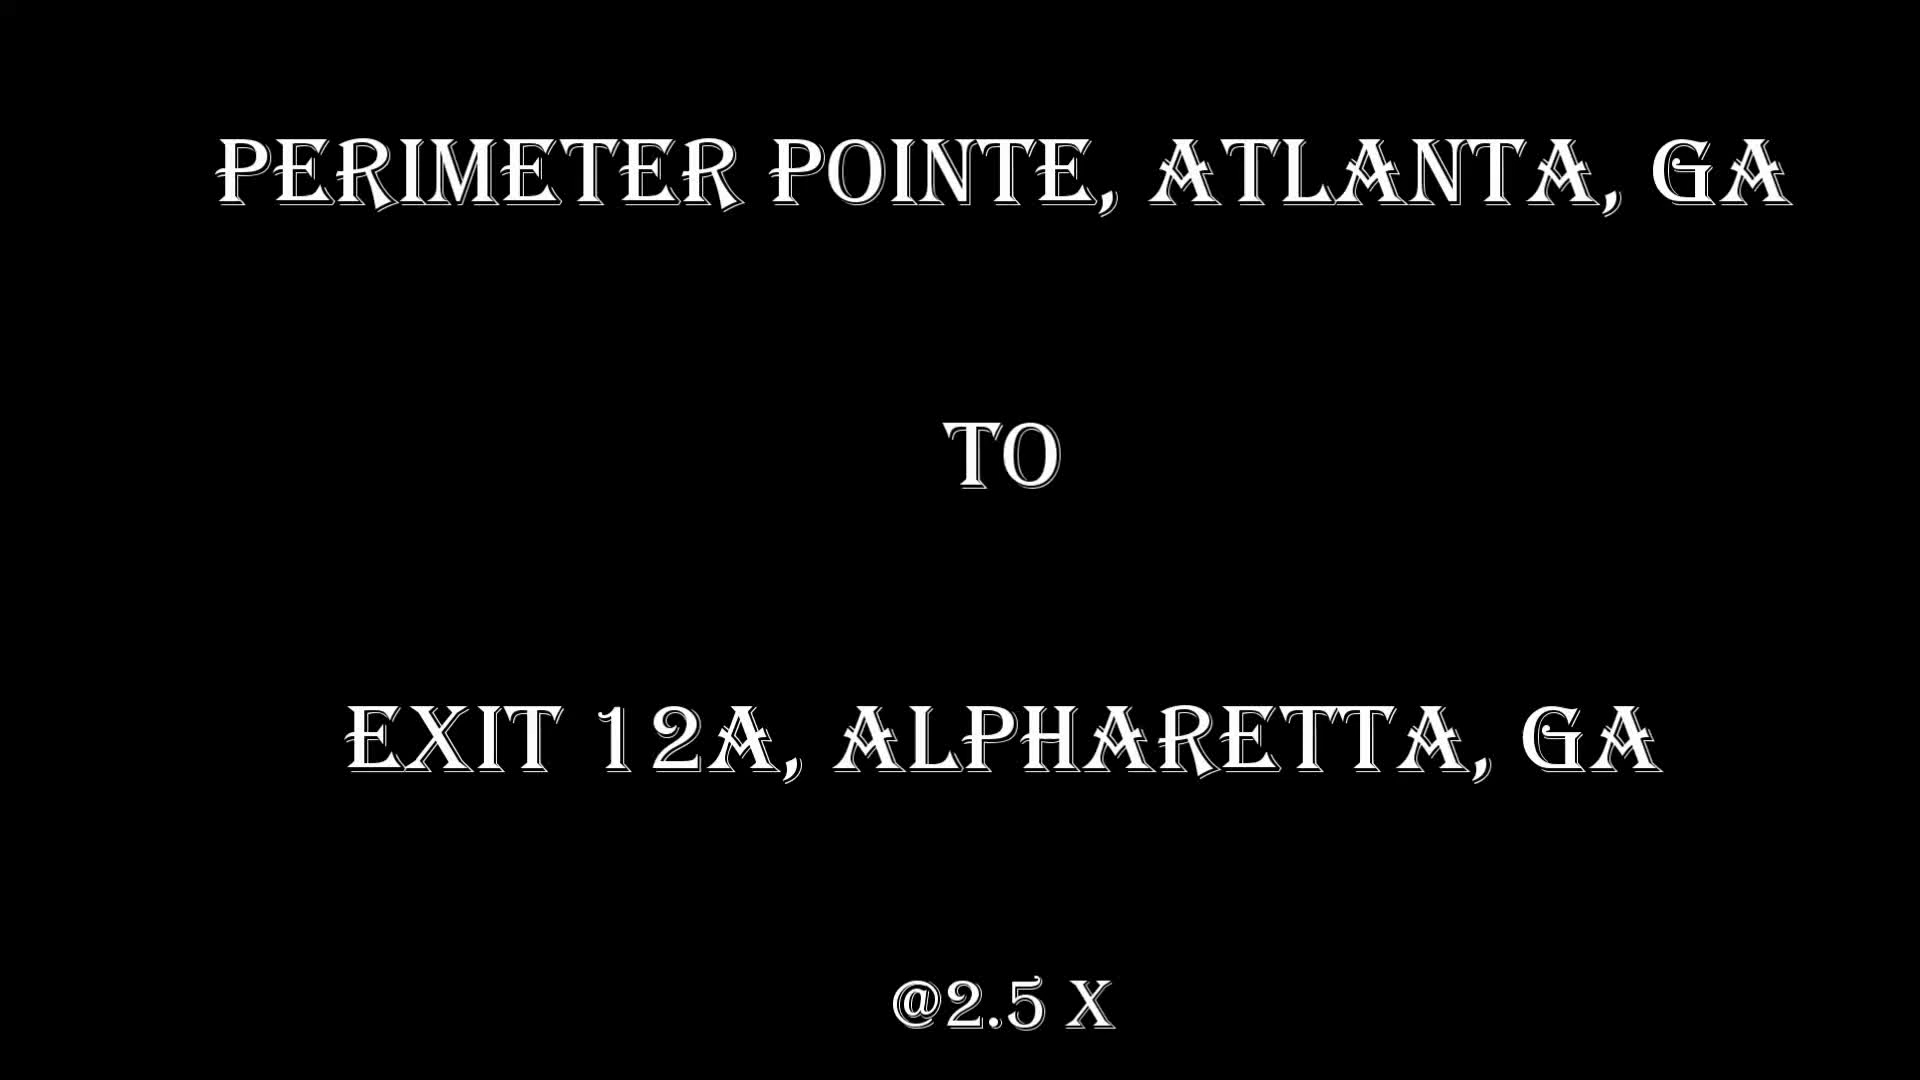 PERIMETER POINTE, ATLANTA, GA
TO
EXIT 12A, ALPHARETTA, GA
@2.5 X